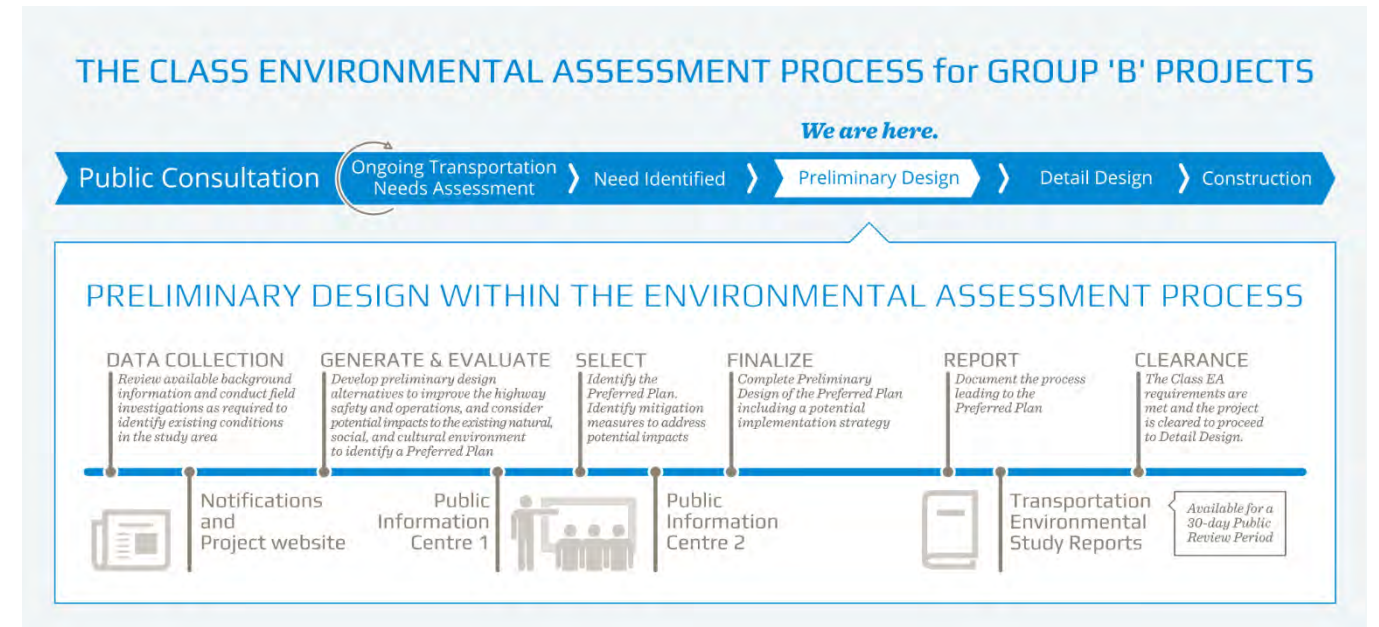 THE CLASS ENVIRONMENTAL ASSESSMENT PROCESS for GROUP 'B' PROJECTS
We are here.
Public Consultation
Ongoing Transportation
Needs Assessment
Need Identified
Preliminary Design
Detail Design
Construction
PRELIMINARY DESIGN WITHIN THE ENVIRONMENTAL ASSESSMENT PROCESS
DATA COLLECTION
Review available background
information and conduct field
investigations as required to
identify existing conditions
in the study area
GENERATE & EVALUATE
Develop preliminary design
alternatives to improve the highway
safety and operations, and consider
potential impacts to the existing natural,
social, and cultural environment
to identify a Preferred Plan
SELECT
Identify the
Preferred Plan.
Identify mitigation
measures to address
potential impacts
FINALIZE
Complete Preliminary
Design of the Preferred Plan
including a potential
implementation strategy
REPORT
Document the process
leading to the
Preferred Plan
CLEARANCE
The Class EA
requirements are
met and the project
is cleared to proceed
to Detail Design.
Notifications
and
Project website
Public
Information
Centre 1
Public
Information
Centre 2
Transportation
Environmental
Study Reports
Available for a
30-day Public
Review Period